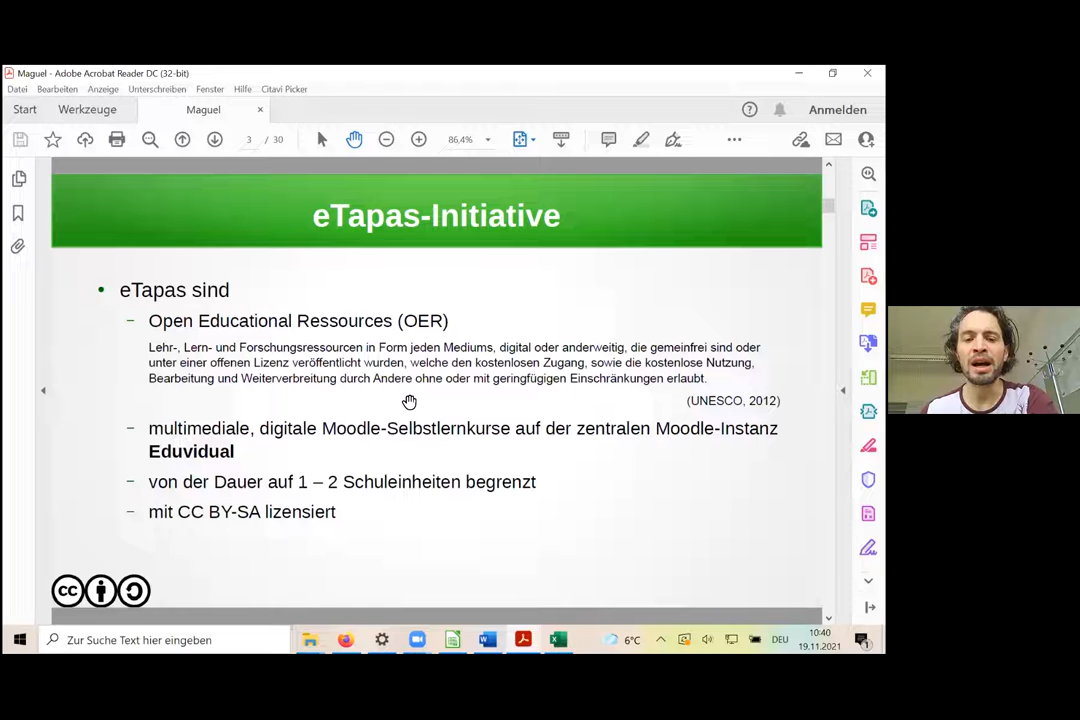 Maguel - Adobe Acrobat Reader DC (32-bit)
Datei Bearbeiten Anzeige Unterschreiben Fenster Hilfe Citavi Picker
Start Werkzeuge Maguel × Anmelden
3 / 30 86,4%
eTapas-Initiative
• eTapas sind
– Open Educational Ressources (OER)
Lehr-, Lern- und Forschungsressourcen in Form jeden Mediums, digital oder anderweitig, die gemeinfrei sind oder
unter einer offenen Lizenz veröffentlicht wurden, welche den kostenlosen Zugang, sowie die kostenlose Nutzung,
Bearbeitung und Weiterverbreitung durch Andere ohne oder mit geringfügigen Einschränkungen erlaubt.
(UNESCO, 2012)
– multimediale, digitale Moodle-Selbstlernkurse auf der zentralen Moodle-Instanz
Eduvidual
– von der Dauer auf 1 – 2 Schuleinheiten begrenzt
– mit CC BY-SA lizensiert
cc
Zur Suche Text hier eingeben 6°C DEU 10:40
19.11.2021